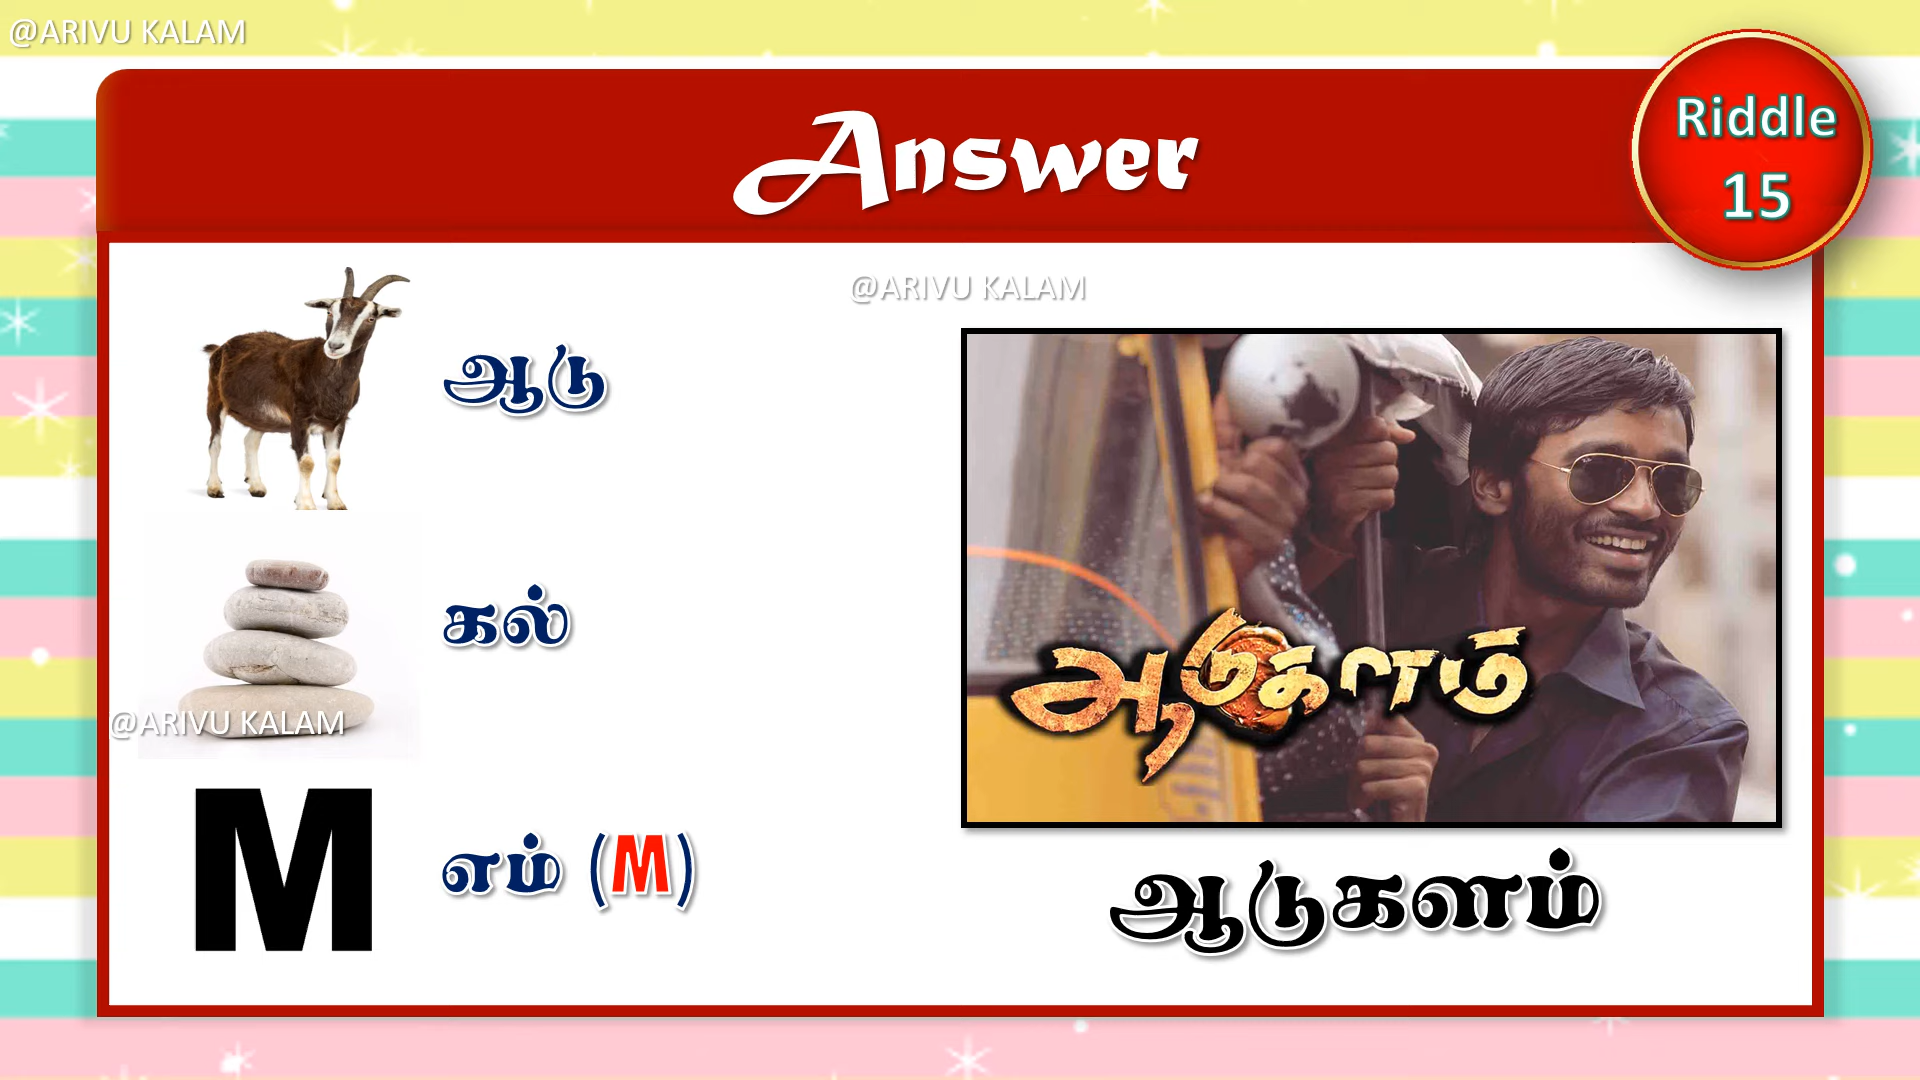 @ARIVU KALAM
Answer
Riddle
15
@ARIVU KALAM
ஆடு
கல்
@ARIVU KALAM
M
எம் (M)
ஆடுகளம்
ஆடுகளம்